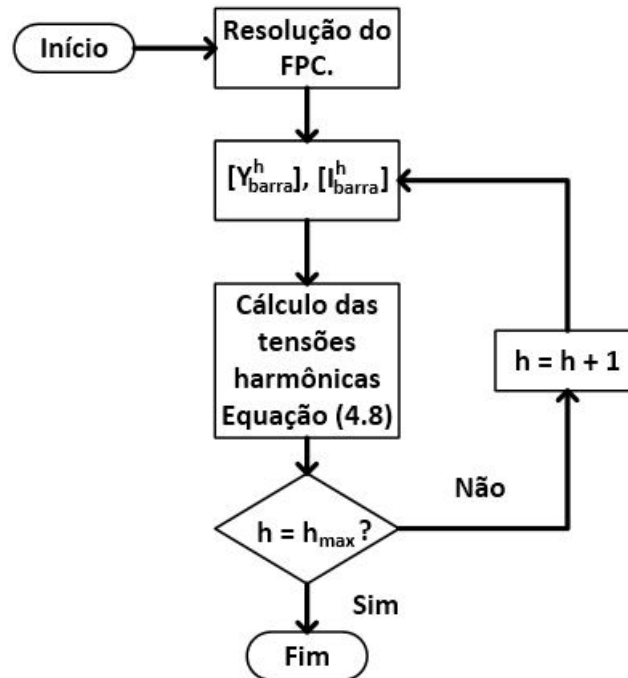 Início
Resolução do
FPC.
[Y^h_barra], [I^h_barra]
Cálculo das
tensões
harmônicas
Equação (4.8)
h = h + 1
Não
h = h_max?
Sim
Fim